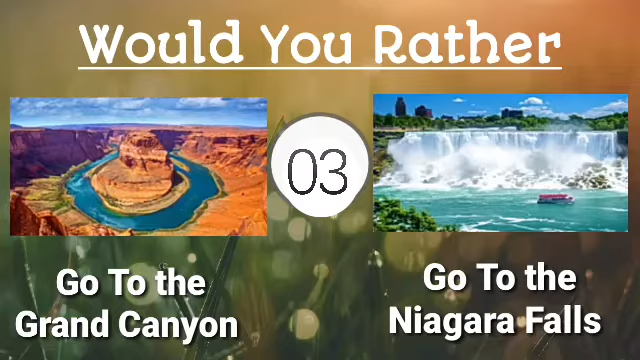 Would You Rather
03
Go To the
Grand Canyon
Go To the
Niagara Falls